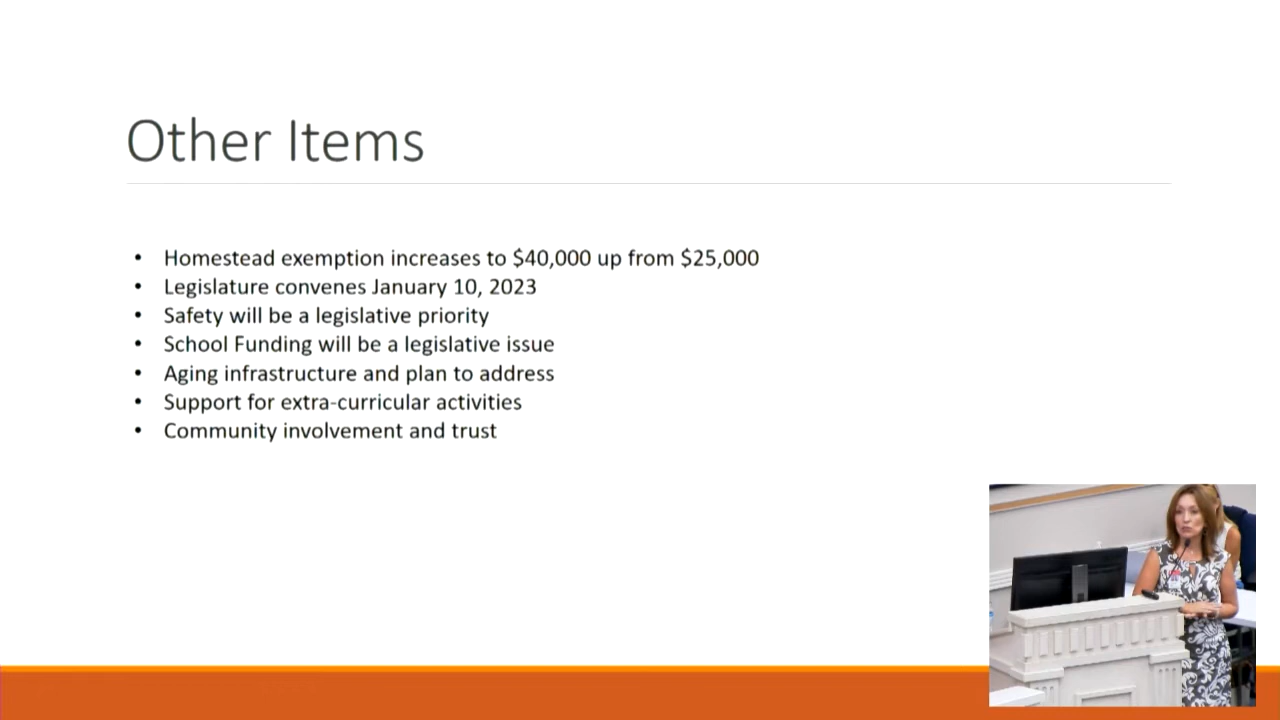 Other Items
• Homestead exemption increases to $40,000 up from $25,000
• Legislature convenes January 10, 2023
• Safety will be a legislative priority
• School Funding will be a legislative issue
• Aging infrastructure and plan to address
• Support for extra-curricular activities
• Community involvement and trust